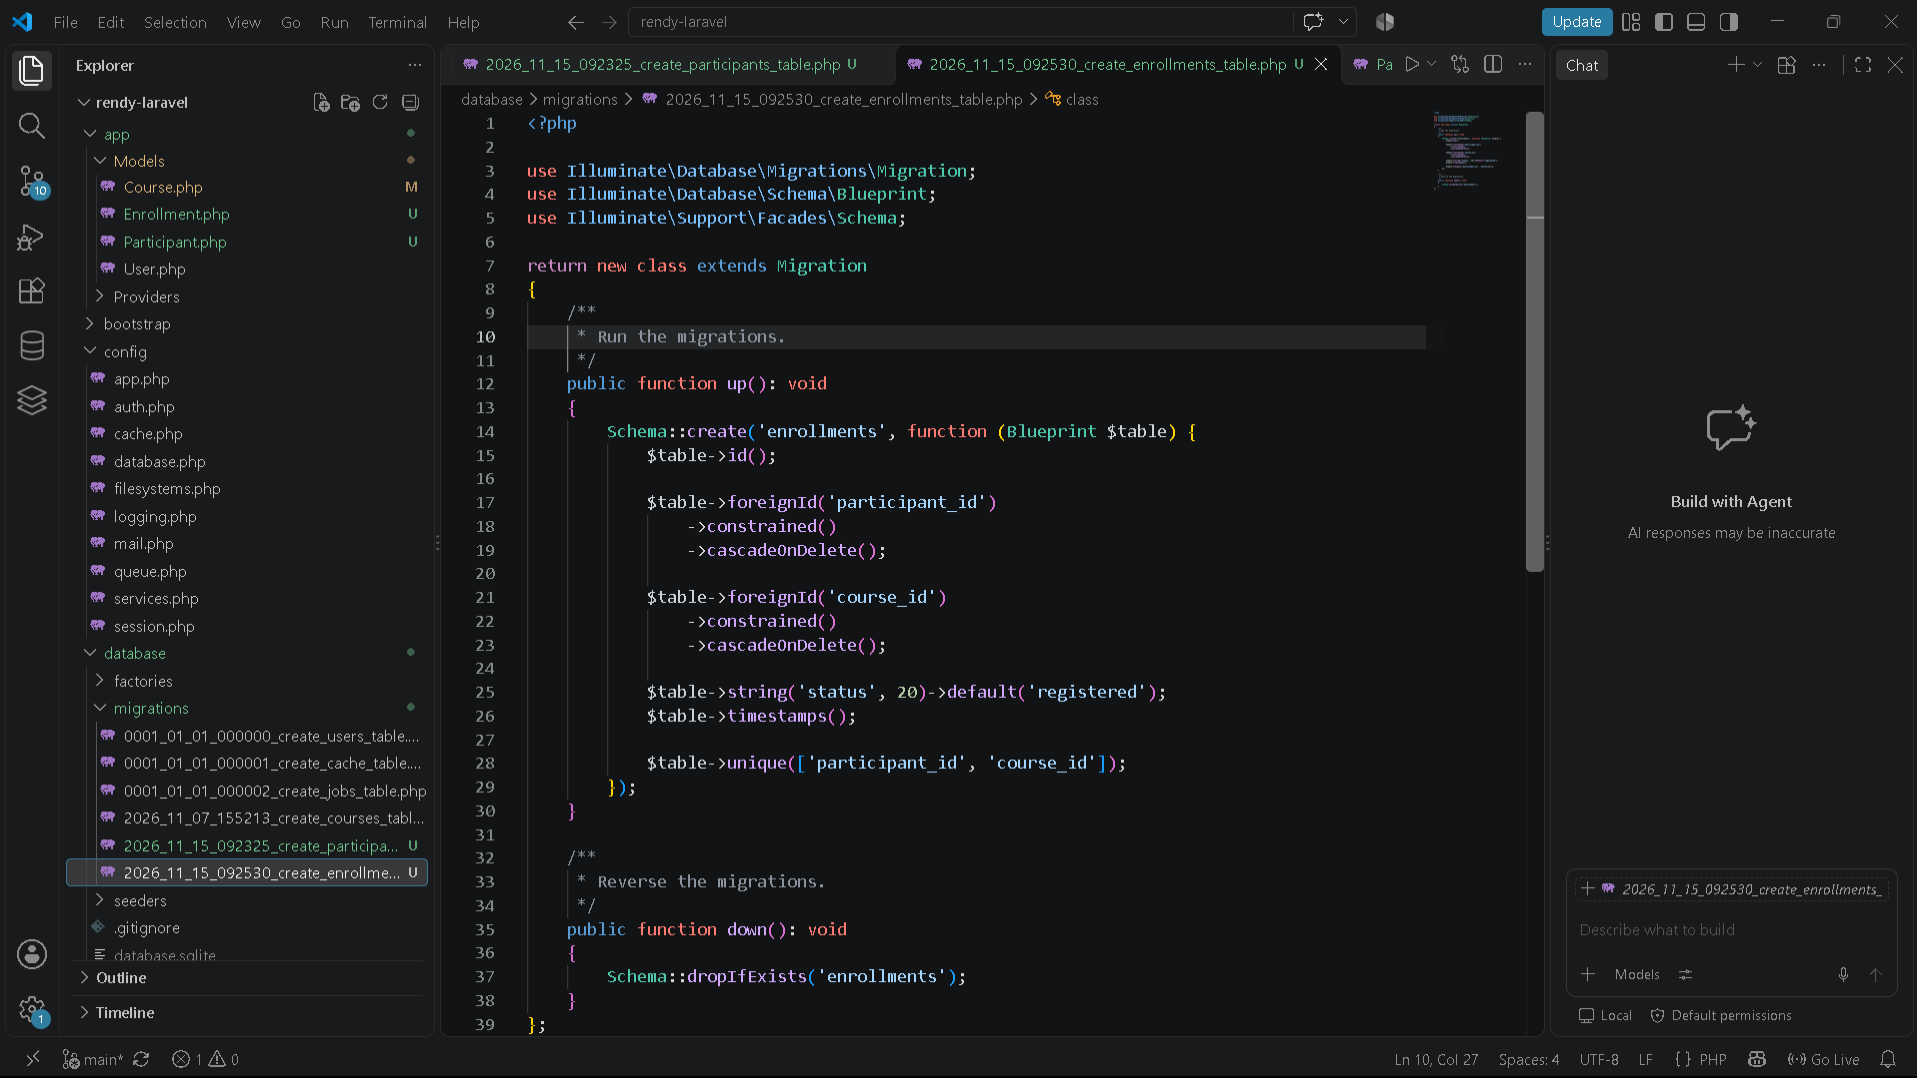 File Edit Selection View Go Run Terminal Help
rendy-laravel
Update
Explorer
rendy-laravel
app
Models
Course.php M
Enrollment.php U
Participant.php U
User.php
Providers
bootstrap
config
app.php
auth.php
cache.php
database.php
filesystems.php
logging.php
mail.php
queue.php
services.php
session.php
database
factories
migrations
0001_01_01_000000_create_users_table....
0001_01_01_000001_create_cache_table....
0001_01_01_000002_create_jobs_table.php
2026_11_07_155213_create_courses_tabl...
2026_11_15_092325_create_participa... U
2026_11_15_092530_create_enrollme... U
seeders
.gitignore
database.sqlite
Outline
Timeline
10
1
2026_11_15_092325_create_participants_table.php U
2026_11_15_092530_create_enrollments_table.php U
Pa
database > migrations > 2026_11_15_092530_create_enrollments_table.php > class
1 <?php
2
3 use Illuminate\Database\Migrations\Migration;
4 use Illuminate\Database\Schema\Blueprint;
5 use Illuminate\Support\Facades\Schema;
6
7 return new class extends Migration
8 {
9 /**
10 * Run the migrations.
11 */
12 public function up(): void
13 {
14 Schema::create('enrollments', function (Blueprint $table) {
15 $table->id();
16
17 $table->foreignId('participant_id')
18 ->constrained()
19 ->cascadeOnDelete();
20
21 $table->foreignId('course_id')
22 ->constrained()
23 ->cascadeOnDelete();
24
25 $table->string('status', 20)->default('registered');
26 $table->timestamps();
27
28 $table->unique(['participant_id', 'course_id']);
29 });
30 }
31
32 /**
33 * Reverse the migrations.
34 */
35 public function down(): void
36 {
37 Schema::dropIfExists('enrollments');
38 }
39 };
Chat
Build with Agent
AI responses may be inaccurate
2026_11_15_092530_create_enrollments_
Describe what to build
Models
Local Default permissions
main* 1 0
Ln 10, Col 27 Spaces: 4 UTF-8 LF {} PHP Go Live